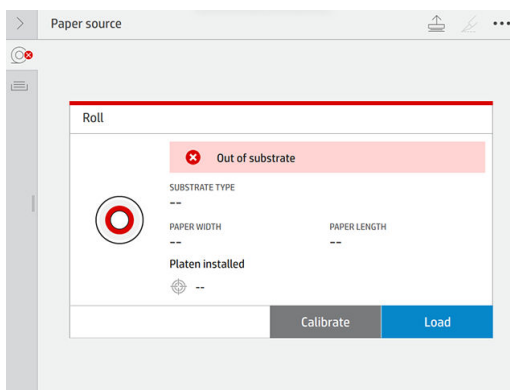 Paper source
Roll
Out of substrate
SUBSTRATE TYPE
--
PAPER WIDTH PAPER LENGTH
-- --
Platen installed
--
Calibrate Load